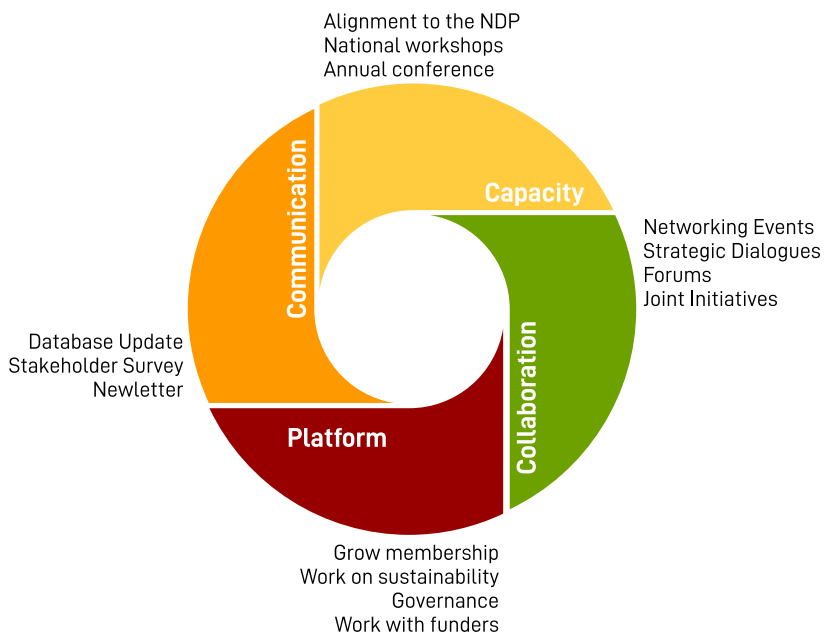 Alignment to the NDP
National workshops
Annual conference
Capacity
Networking Events
Strategic Dialogues
Forums
Joint Initiatives
Collaboration
Communication
Database Update
Stakeholder Survey
Newletter
Platform
Grow membership
Work on sustainability
Governance
Work with funders